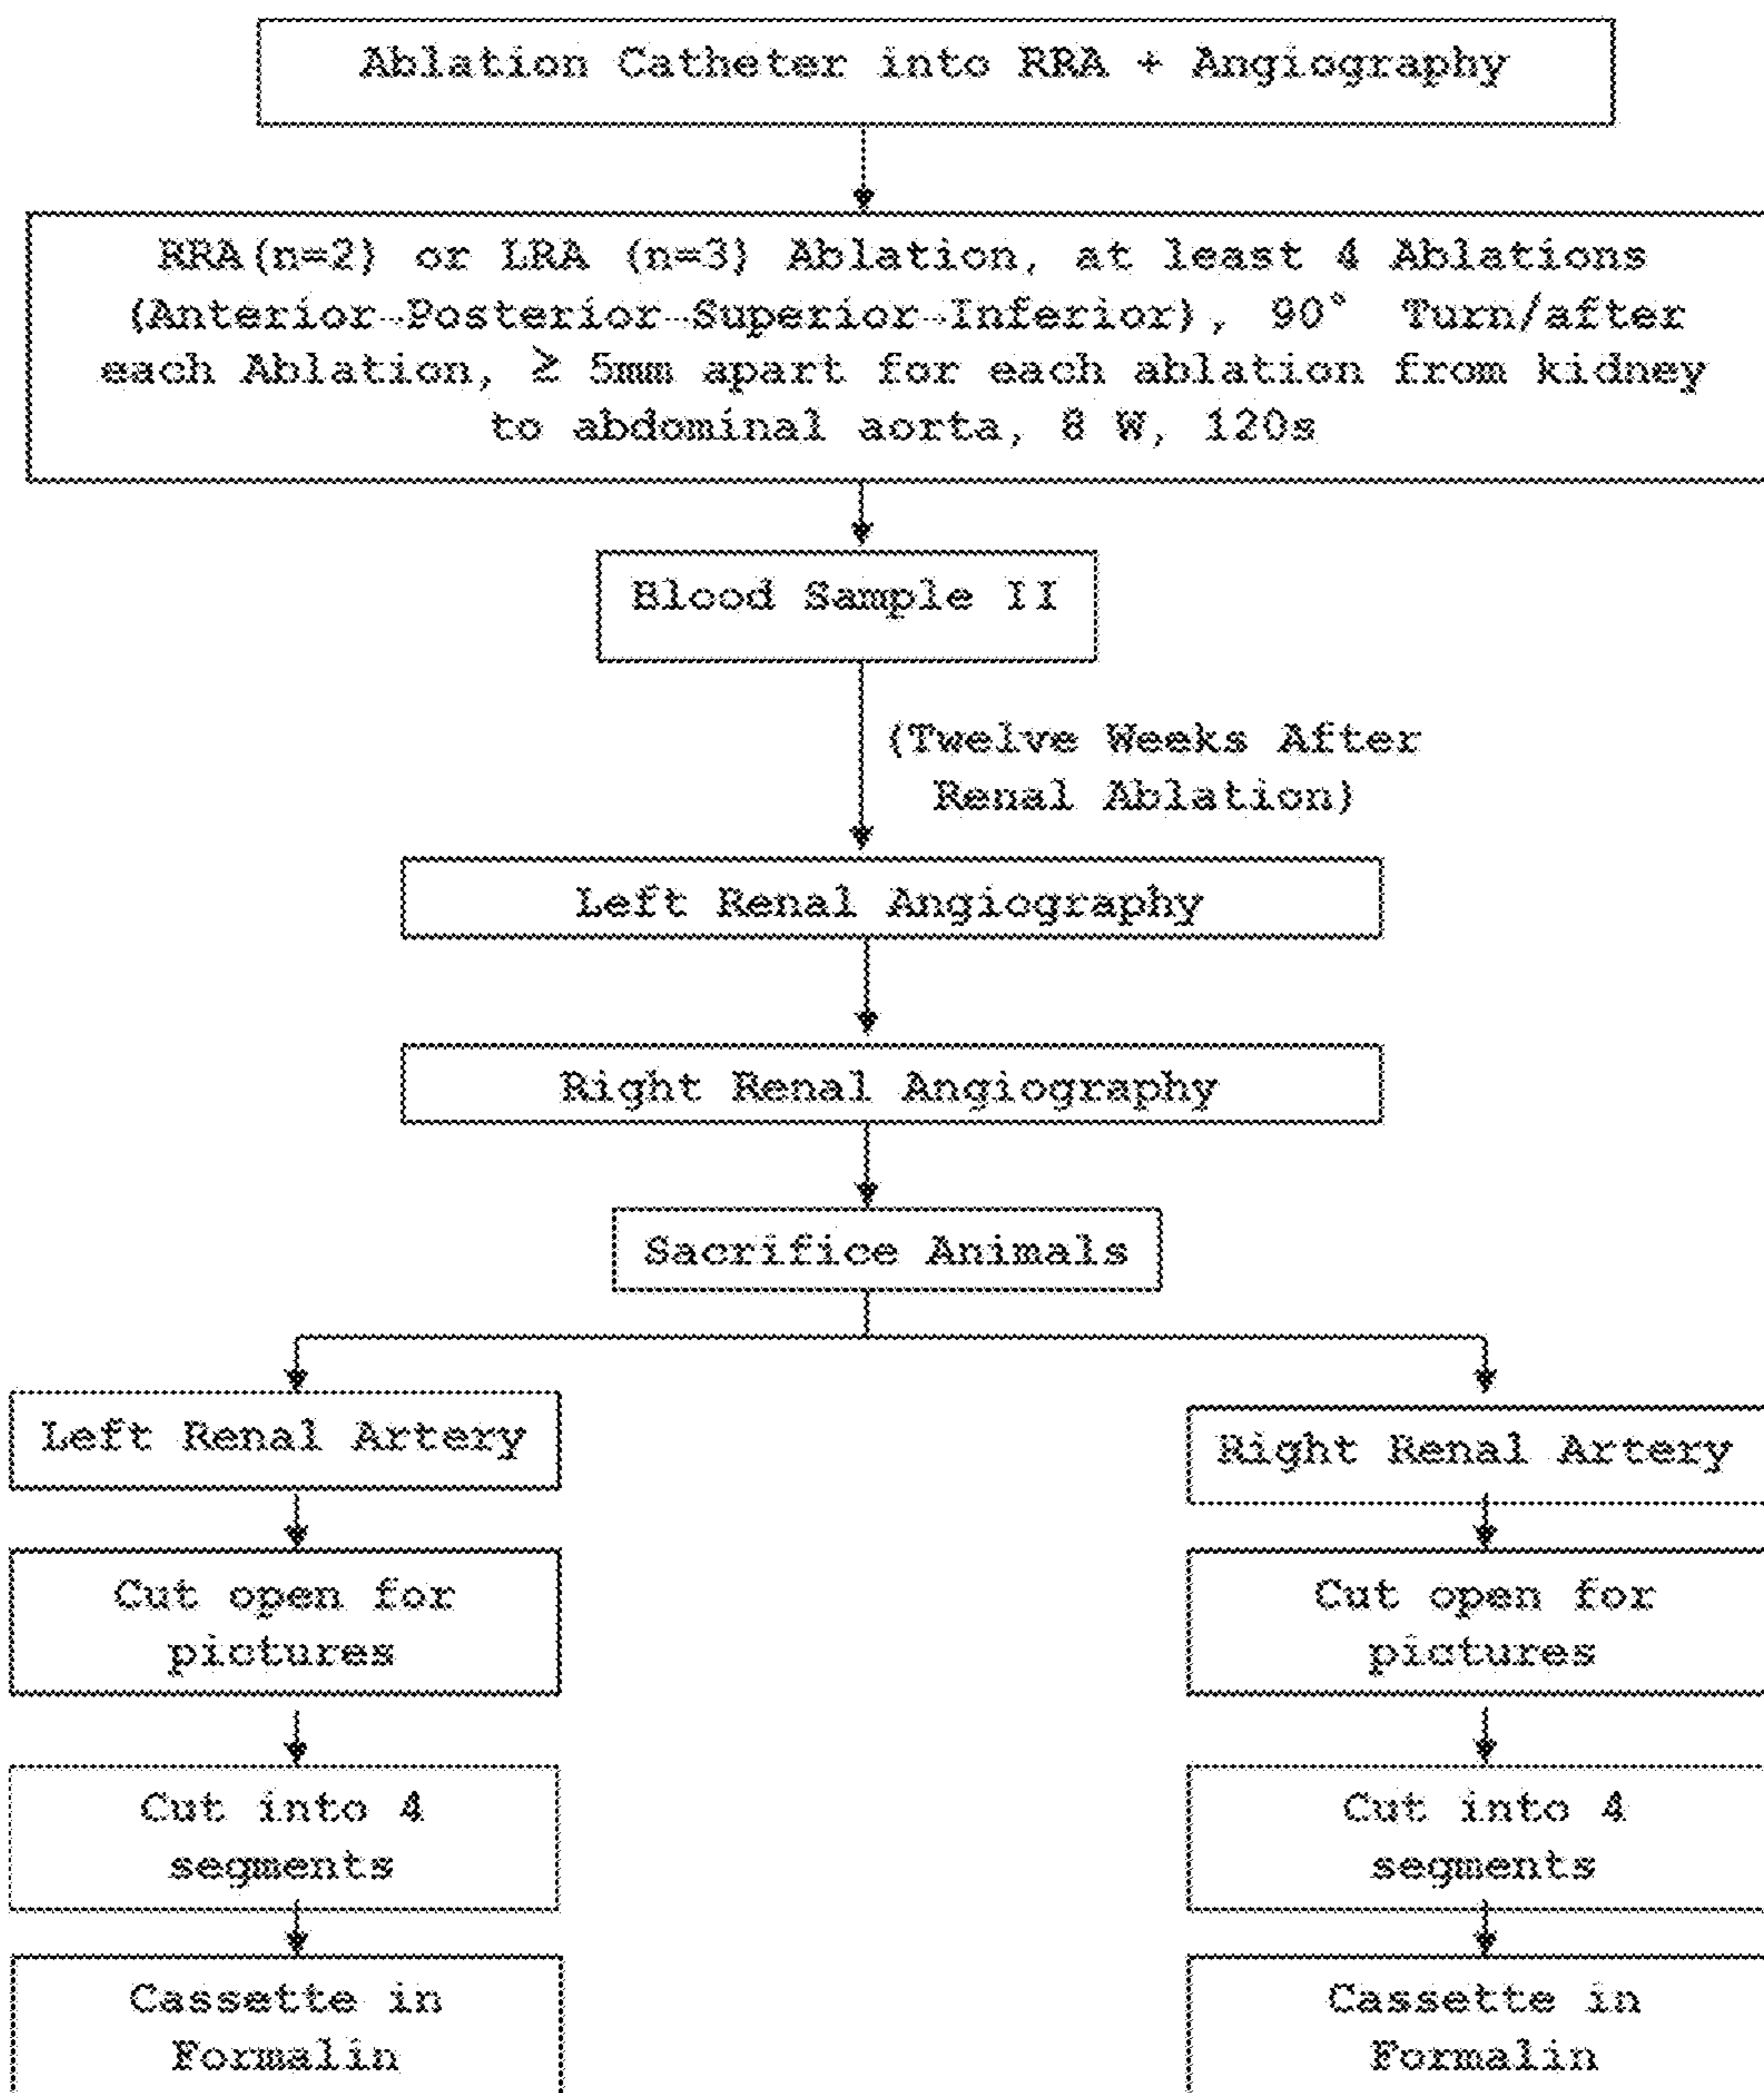 Ablation Catheter into RRA + Angiography
RRA(n=2) or LRA (n=3) Ablation, at least 4 Ablations
(Anterior→Posterior→Superior→Inferior), 90° Turn/after
each Ablation, ≥ 5mm apart for each ablation from kidney
to abdominal aorta, 8 W, 120s
Blood Sample II
(Twelve Weeks After
Renal Ablation)
Left Renal Angiography
Right Renal Angiography
Sacrifice Animals
Left Renal Artery
Right Renal Artery
Cut open for
pictures
Cut open for
pictures
Cut into 4
segments
Cut into 4
segments
Cassette in
Formalin
Cassette in
Formalin